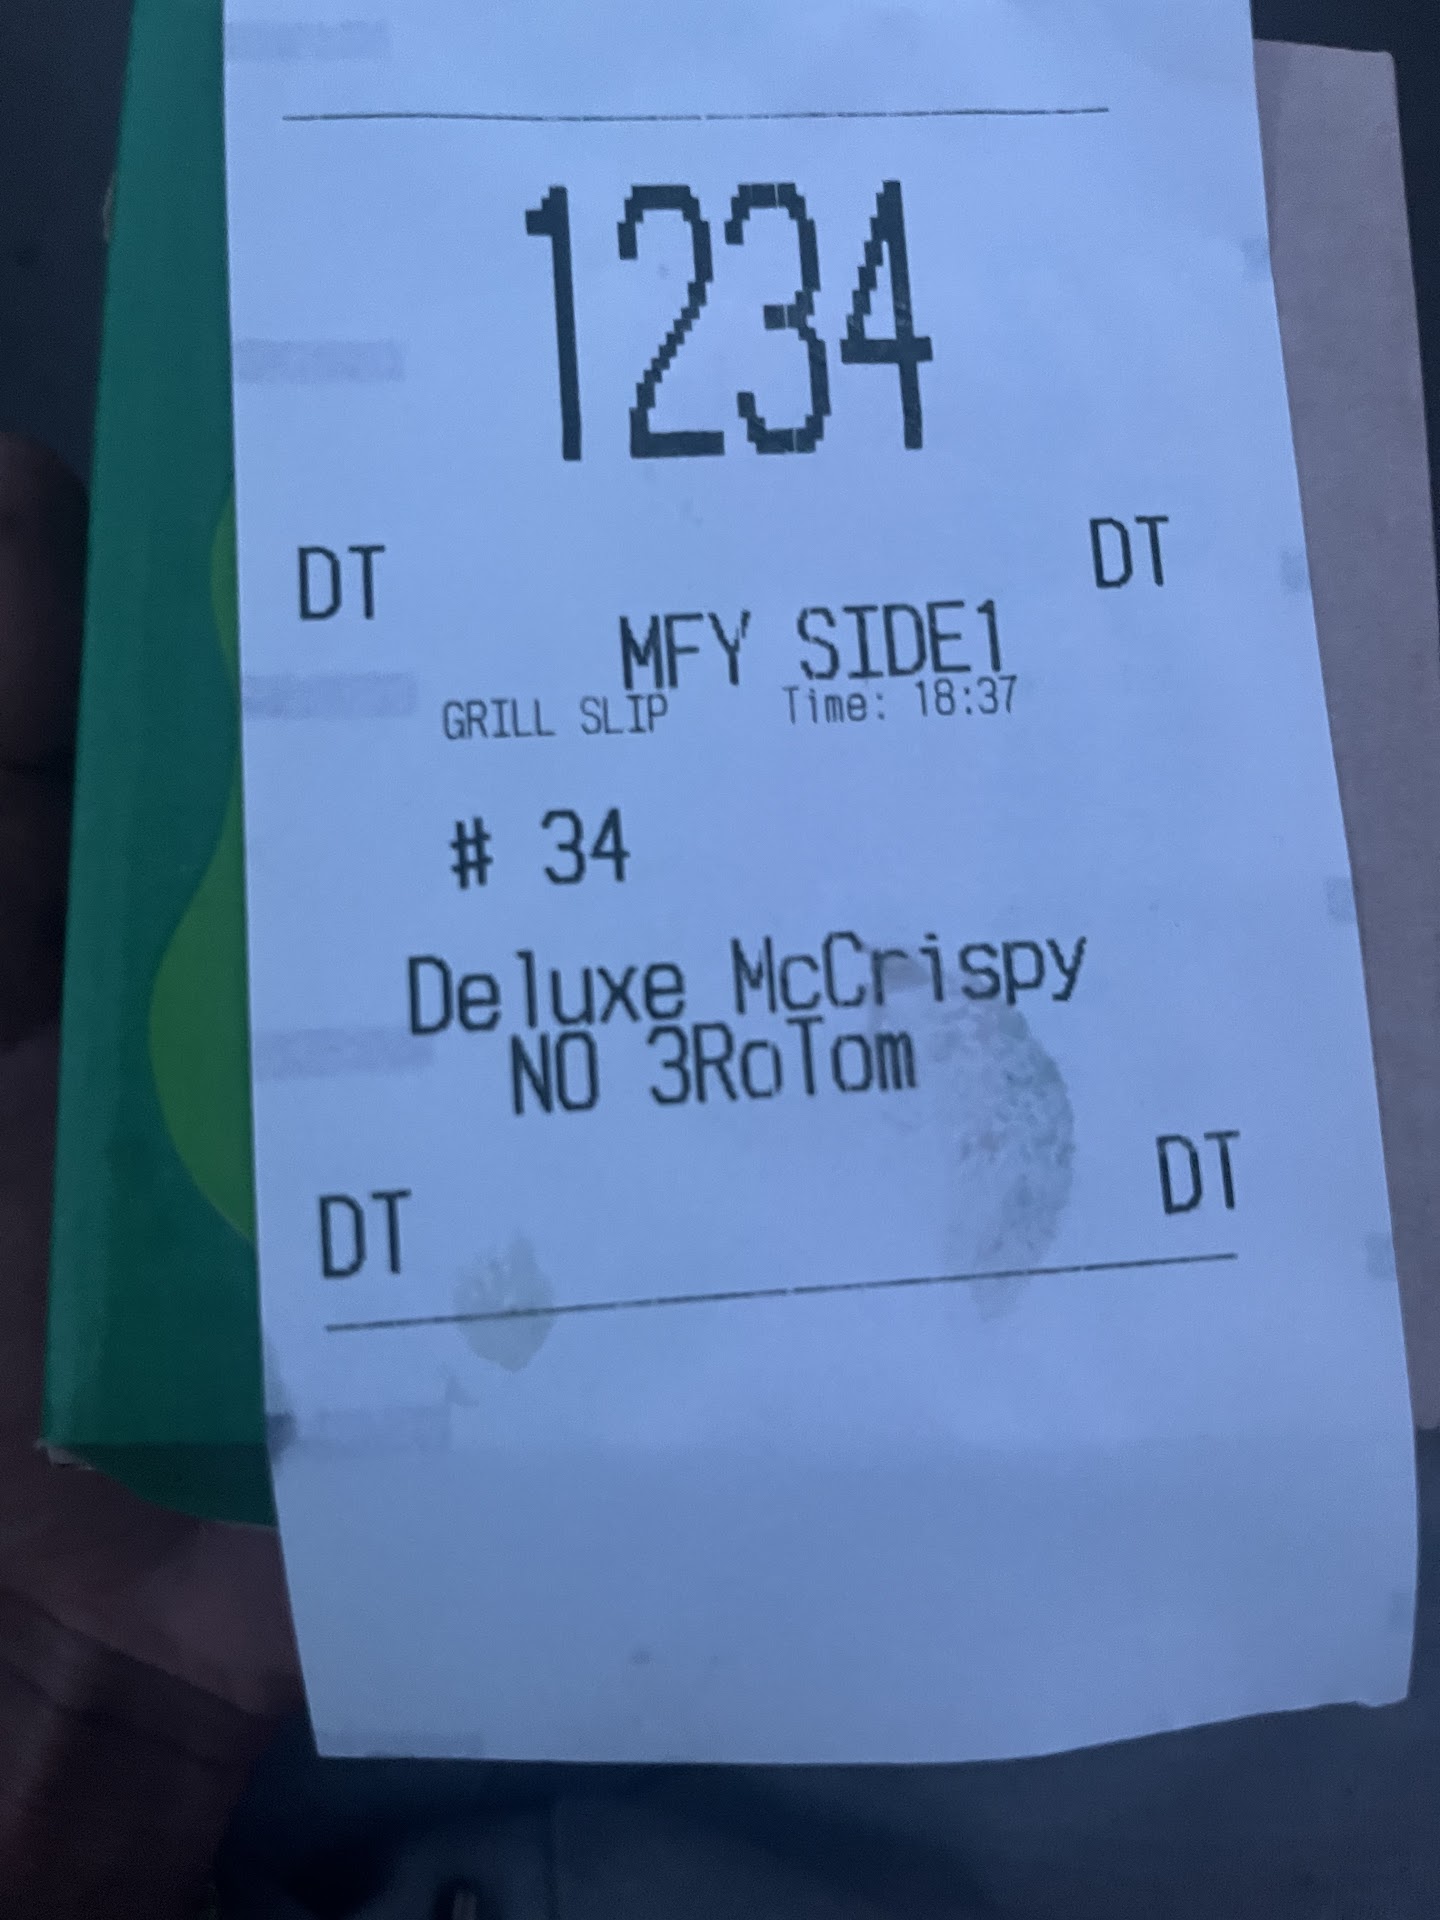 1234
DT DT
MFY SIDE1
GRILL SLIP Time: 18:37
# 34
Deluxe McCrispy
NO 3RoTom
DT DT